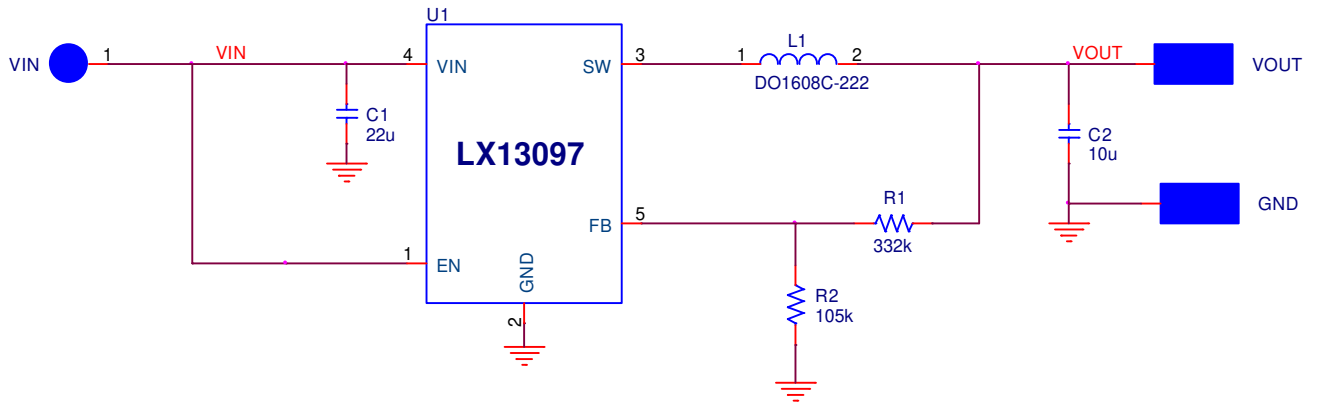 U1
VIN
1
VIN
4
VIN
SW
3
1
L1
2
DO1608C-222
VOUT
VOUT
C1
22u
LX13097
C2
10u
R1
332k
GND
FB
5
1
EN
GND
2
R2
105k